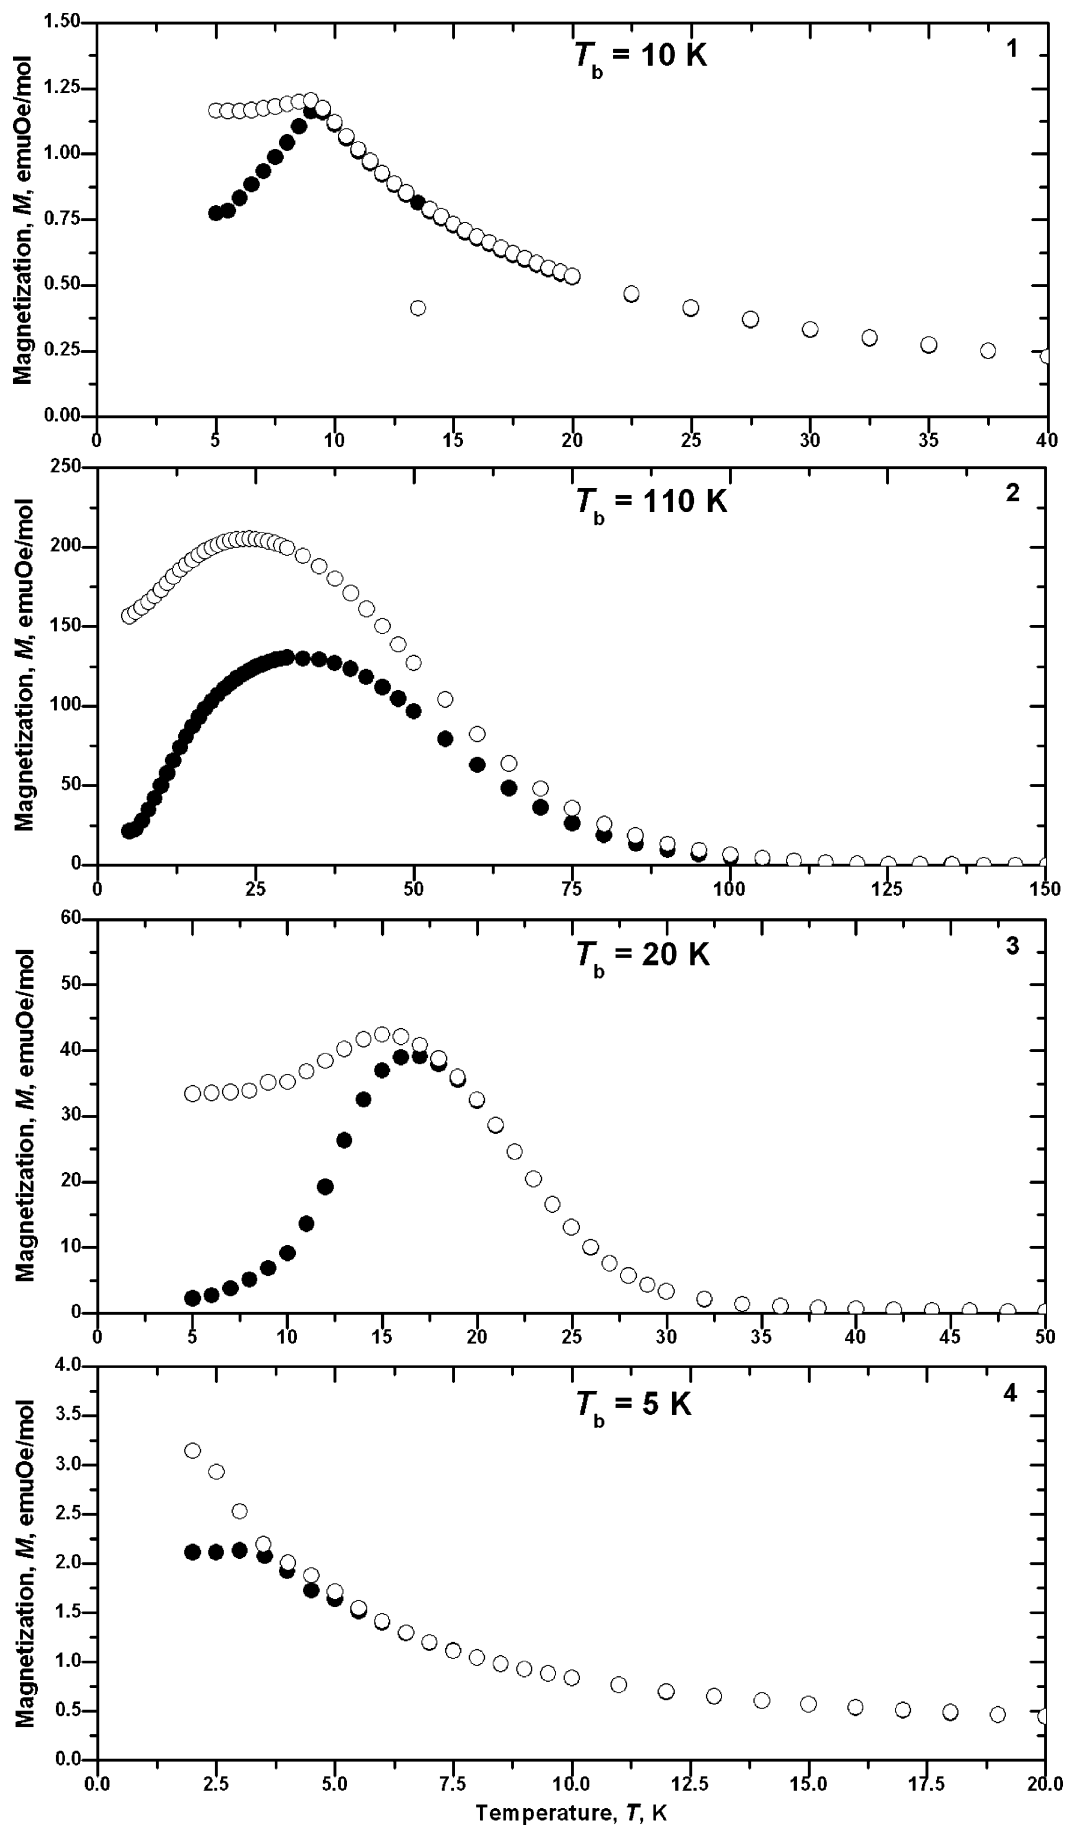 1.50
T_b = 10 K
1
1.25
1.00
0.75
0.50
0.25
0.00
Magnetization, M, emuOe/mol
0 5 10 15 20 25 30 35 40
250
T_b = 110 K
2
200
150
100
50
0
Magnetization, M, emuOe/mol
0 25 50 75 100 125 150
60
T_b = 20 K
3
50
40
30
20
10
0
Magnetization, M, emuOe/mol
0 5 10 15 20 25 30 35 40 45 50
4.0
T_b = 5 K
4
3.5
3.0
2.5
2.0
1.5
1.0
0.5
0.0
Magnetization, M, emuOe/mol
0.0 2.5 5.0 7.5 10.0 12.5 15.0 17.5 20.0
Temperature, T, K